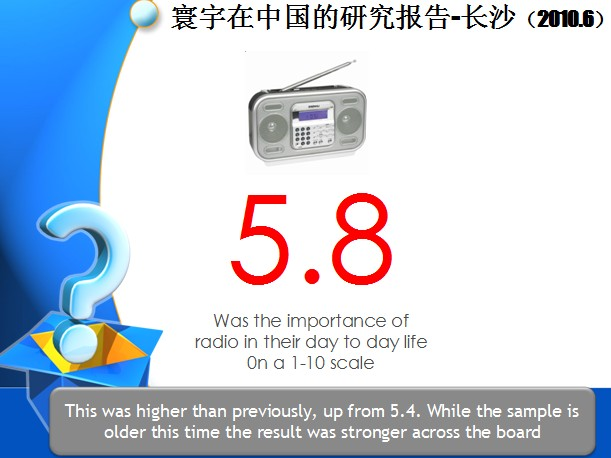 寰宇在中国的研究报告-长沙（2010.6）
5.8
Was the importance of
radio in their day to day life
0n a 1-10 scale
This was higher than previously, up from 5.4. While the sample is
older this time the result was stronger across the board